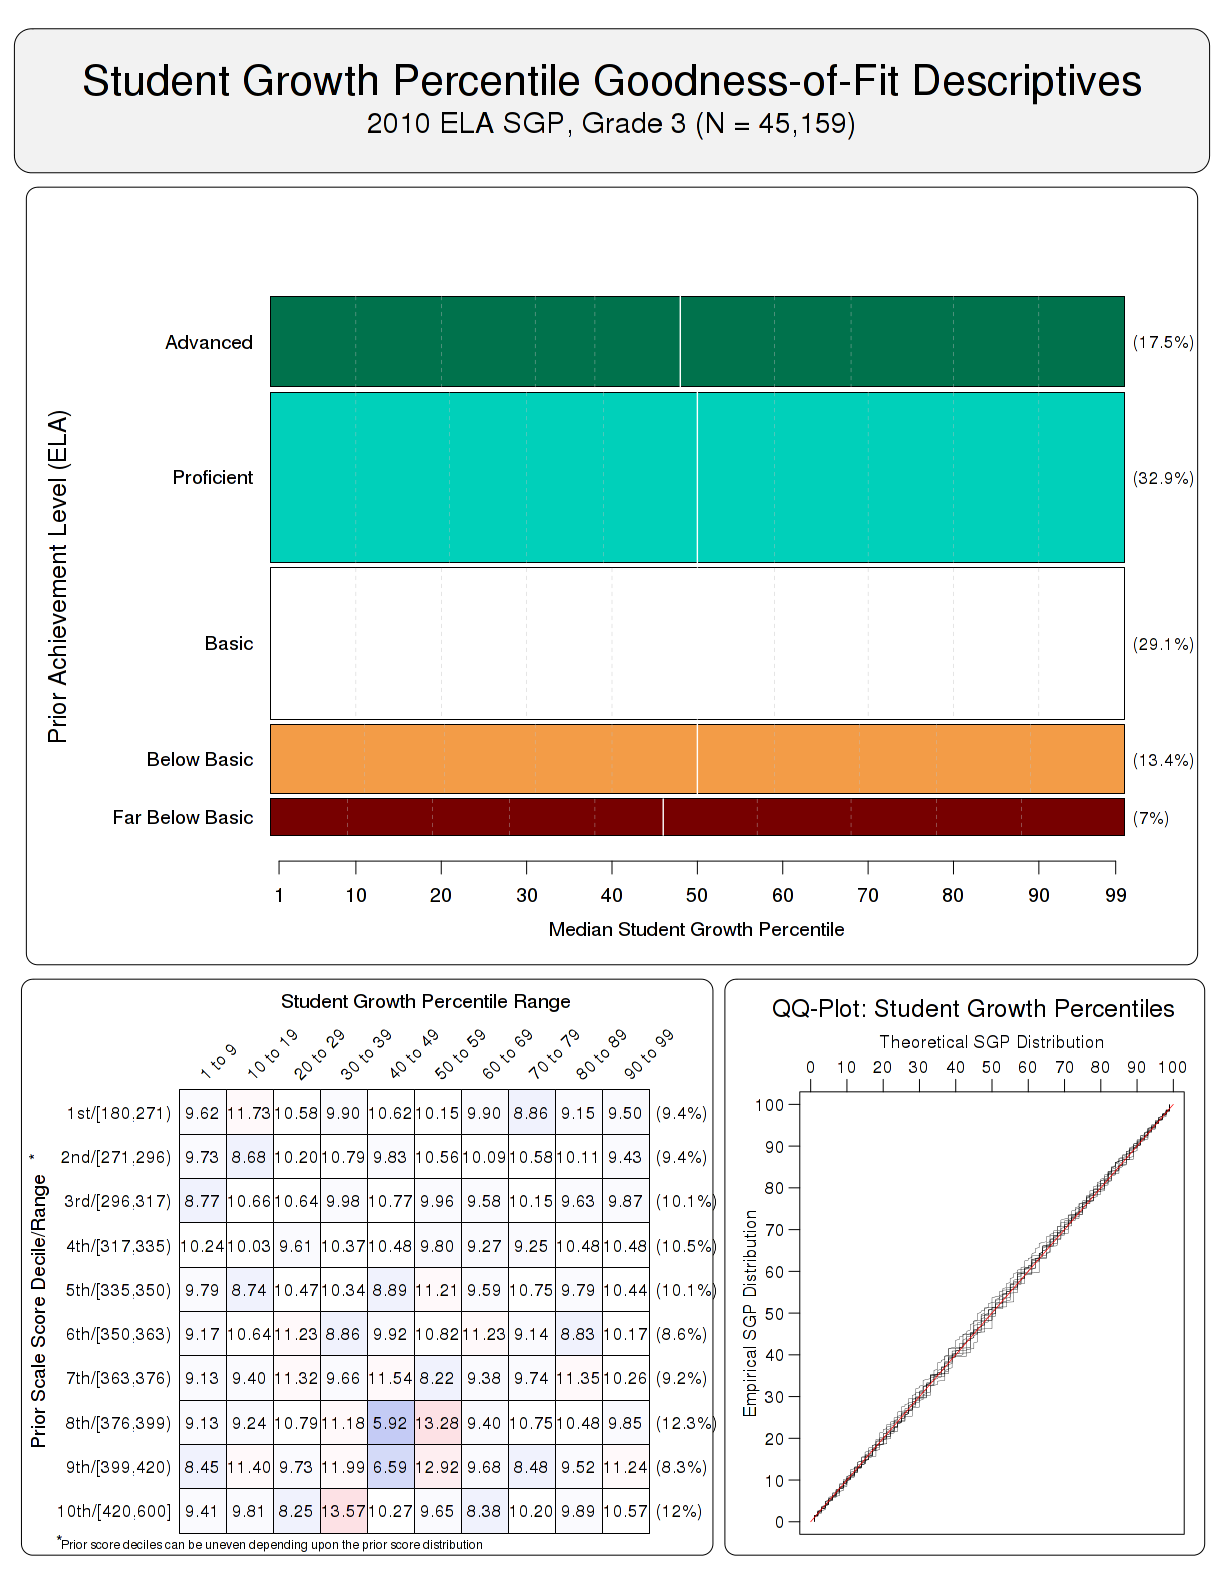 Student Growth Percentile Goodness-of-Fit Descriptives
2010 ELA SGP, Grade 3 (N = 45,159)
Prior Achievement Level (ELA)
Advanced (17.5%)
Proficient (32.9%)
Basic (29.1%)
Below Basic (13.4%)
Far Below Basic (7%)
1 10 20 30 40 50 60 70 80 90 99
Median Student Growth Percentile
Student Growth Percentile Range
1 to 9 10 to 19 20 to 29 30 to 39 40 to 49 50 to 59 60 to 69 70 to 79 80 to 89 90 to 99
Prior Scale Score Decile/Range *
1st/[180,271) 9.62 11.73 10.58 9.90 10.62 10.15 9.90 8.86 9.15 9.50 (9.4%)
2nd/[271,296) 9.73 8.68 10.20 10.79 9.83 10.56 10.09 10.58 10.11 9.43 (9.4%)
3rd/[296,317) 8.77 10.66 10.64 9.98 10.77 9.96 9.58 10.15 9.63 9.87 (10.1%)
4th/[317,335) 10.24 10.03 9.61 10.37 10.48 9.80 9.27 9.25 10.48 10.48 (10.5%)
5th/[335,350) 9.79 8.74 10.47 10.34 8.89 11.21 9.59 10.75 9.79 10.44 (10.1%)
6th/[350,363) 9.17 10.64 11.23 8.86 9.92 10.82 11.23 9.14 8.83 10.17 (8.6%)
7th/[363,376) 9.13 9.40 11.32 9.66 11.54 8.22 9.38 9.74 11.35 10.26 (9.2%)
8th/[376,399) 9.13 9.24 10.79 11.18 5.92 13.28 9.40 10.75 10.48 9.85 (12.3%)
9th/[399,420) 8.45 11.40 9.73 11.99 6.59 12.92 9.68 8.48 9.52 11.24 (8.3%)
10th/[420,600] 9.41 9.81 8.25 13.57 10.27 9.65 8.38 10.20 9.89 10.57 (12%)
*Prior score deciles can be uneven depending upon the prior score distribution
QQ-Plot: Student Growth Percentiles
Theoretical SGP Distribution
0 10 20 30 40 50 60 70 80 90 100
Empirical SGP Distribution
100
90
80
70
60
50
40
30
20
10
0